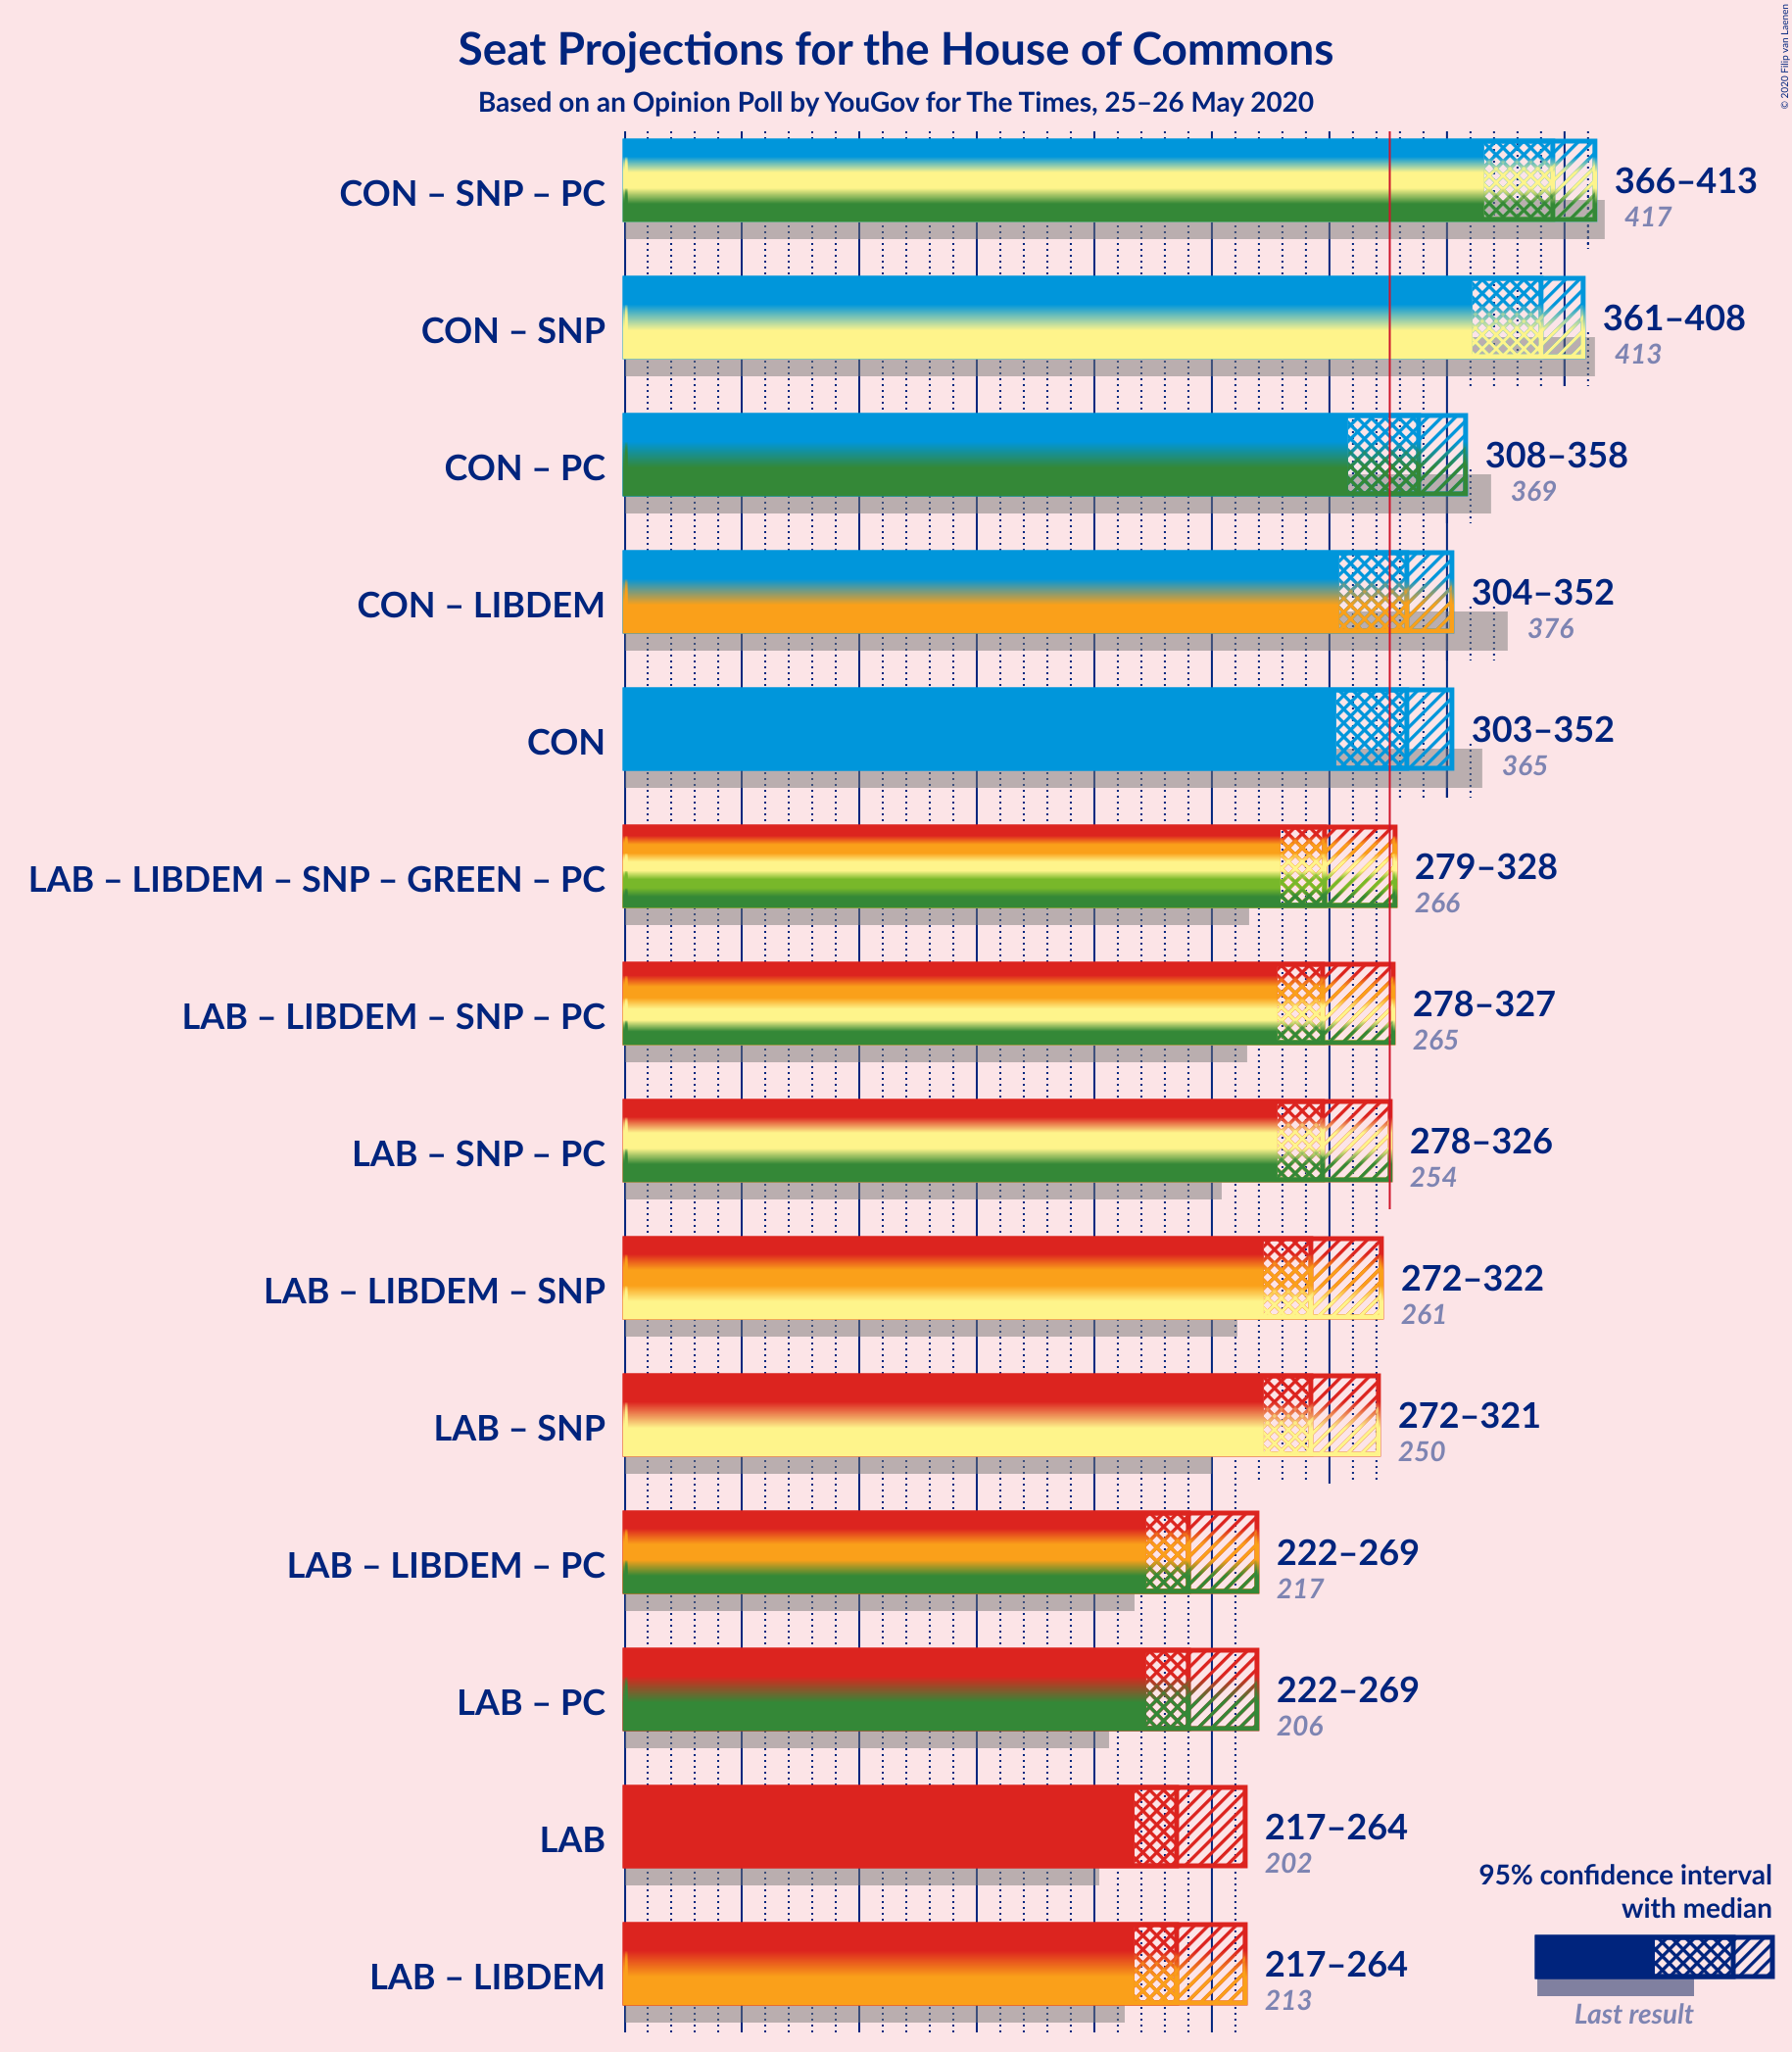 Seat Projections for the House of Commons
Based on an Opinion Poll by YouGov for The Times, 25–26 May 2020
© 2020 Filip van Laenen
CON – SNP – PC
366–413
417
CON – SNP
361–408
413
CON – PC
308–358
369
CON – LIBDEM
304–352
376
CON
303–352
365
LAB – LIBDEM – SNP – GREEN – PC
279–328
266
LAB – LIBDEM – SNP – PC
278–327
265
LAB – SNP – PC
278–326
254
LAB – LIBDEM – SNP
272–322
261
LAB – SNP
272–321
250
LAB – LIBDEM – PC
222–269
217
LAB – PC
222–269
206
LAB
217–264
202
LAB – LIBDEM
217–264
213
95% confidence interval
with median
Last result